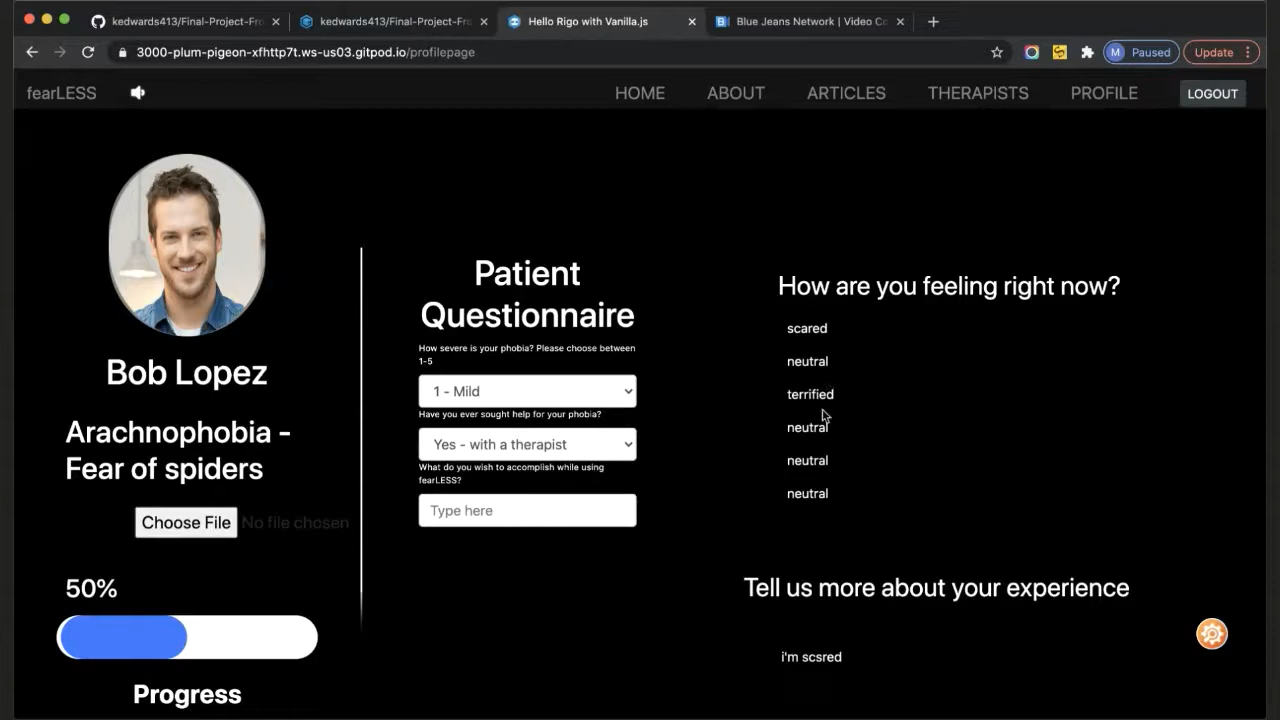 kedwards413/Final-Project-Fro
kedwards413/Final-Project-Fro
Hello Rigo with Vanilla.js
Blue Jeans Network | Video Co
3000-plum-pigeon-xfhttp7t.ws-us03.gitpod.io/profilepage
M Paused
Update
fearLESS
HOME
ABOUT
ARTICLES
THERAPISTS
PROFILE
LOGOUT
Bob Lopez
Arachnophobia -
Fear of spiders
Choose File No file chosen
50%
Progress
Patient
Questionnaire
How severe is your phobia? Please choose between
1-5
1 - Mild
Have you ever sought help for your phobia?
Yes - with a therapist
What do you wish to accomplish while using
fearLESS?
Type here
How are you feeling right now?
scared
neutral
terrified
neutral
neutral
neutral
Tell us more about your experience
i'm scsred